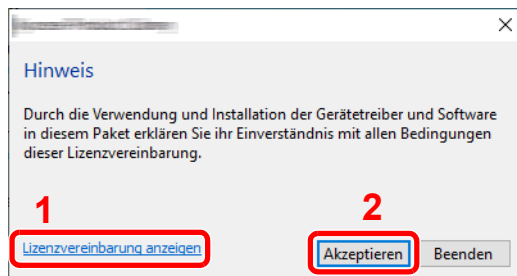 Hinweis
Durch die Verwendung und Installation der Gerätetreiber und Software
in diesem Paket erklären Sie ihr Einverständnis mit allen Bedingungen
dieser Lizenzvereinbarung.
1
2
Lizenzvereinbarung anzeigen
Akzeptieren
Beenden